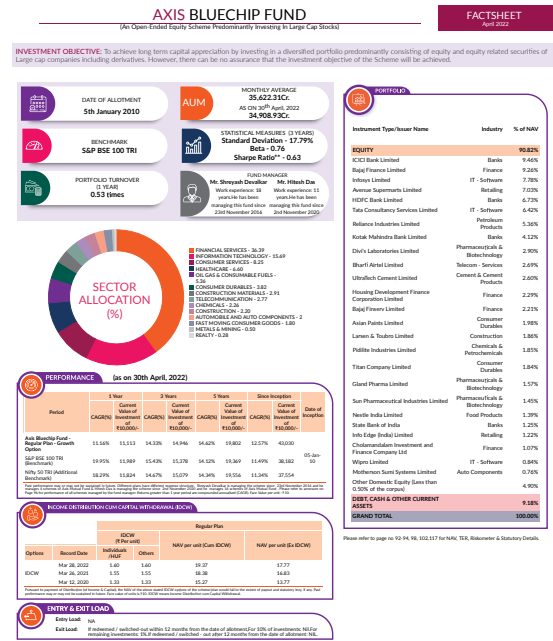 AXIS BLUECHIP FUND
(An Open-Ended Equity Scheme Predominantly Investing In Large Cap Stocks)
FACTSHEET
April 2022
INVESTMENT OBJECTIVE: To achieve long term capital appreciation by investing in a diversified portfolio predominantly consisting of equity and equity related securities of
Large cap companies including derivatives. However, there can be no assurance that the investment objective of the Scheme will be achieved.
DATE OF ALLOTMENT
5th January 2010
BENCHMARK
S&P BSE 100 TRI
PORTFOLIO TURNOVER
(1 YEAR)
0.53 times
AUM
MONTHLY AVERAGE
35,622.31Cr.
AS ON 30th APRIL, 2022
34,908.93Cr.
STATISTICAL MEASURES (3 YEARS)
Standard Deviation - 17.79%
Beta - 0.76
Sharpe Ratio** - 0.63
FUND MANAGER
Mr. Shreyash Devalkar Mr. Hitesh Das
Work experience: 18 Work experience: 11
years.He has been years.He has been
managing this fund since managing this fund since
23rd November 2016 2nd November 2020
SECTOR
ALLOCATION
(%)
FINANCIAL SERVICES - 36.39
INFORMATION TECHNOLOGY - 15.69
CONSUMER SERVICES - 8.25
HEALTHCARE - 6.60
OIL GAS & CONSUMABLE FUELS -
5.36
CONSUMER DURABLES - 3.82
CONSTRUCTION MATERIALS - 2.91
TELECOMMUNICATION - 2.77
CHEMICALS - 2.26
CONSTRUCTION - 2.20
AUTOMOBILE AND AUTO COMPONENTS - 2
FAST MOVING CONSUMER GOODS - 1.80
METALS & MINING - 0.50
REALTY - 0.28
PERFORMANCE
(as on 30th April, 2022)
Period
1 Year 3 Years 5 Years Since Inception
Date of Inception
CAGR(%) Current Value of Investment of ₹10,000/- CAGR(%) Current Value of Investment of ₹10,000/- CAGR(%) Current Value of Investment of ₹10,000/- CAGR(%) Current Value of Investment of ₹10,000/-
Axis Bluechip Fund - Regular Plan - Growth Option 11.16% 11,113 14.33% 14,946 14.62% 19,802 12.57% 43,030
S&P BSE 100 TRI (Benchmark) 19.95% 11,989 15.43% 15,378 14.12% 19,369 11.49% 38,182
05-Jan-10
Nifty 50 TRI (Additional Benchmark) 18.29% 11,824 14.67% 15,079 14.34% 19,556 11.34% 37,554
INCOME DISTRIBUTION CUM CAPITAL WITHDRAWAL (IDCW)
Regular Plan
IDCW
(₹ Per unit)
Options Record Date Individuals/HUF Others NAV per unit (Cum IDCW) NAV per unit (Ex IDCW)
Mar 28, 2022 1.60 1.60 19.37 17.77
IDCW Mar 26, 2021 1.55 1.55 18.38 16.83
Mar 12, 2020 1.33 1.33 15.27 13.77
ENTRY & EXIT LOAD
Entry Load: NA
Exit Load: If redeemed / switched-out within 12 months from the date of allotment,For 10% of investments: Nil.For
remaining investments: 1%.If redeemed / switched - out after 12 months from the date of allotment: NIL.
PORTFOLIO
Instrument Type/Issuer Name Industry % of NAV
EQUITY 90.82%
ICICI Bank Limited Banks 9.46%
Bajaj Finance Limited Finance 9.26%
Infosys Limited IT - Software 7.78%
Avenue Supermarts Limited Retailing 7.03%
HDFC Bank Limited Banks 6.73%
Tata Consultancy Services Limited IT - Software 6.42%
Reliance Industries Limited Petroleum Products 5.36%
Kotak Mahindra Bank Limited Banks 4.12%
Divi's Laboratories Limited Pharmaceuticals & Biotechnology 2.90%
Bharti Airtel Limited Telecom - Services 2.69%
UltraTech Cement Limited Cement & Cement Products 2.60%
Housing Development Finance Corporation Limited Finance 2.29%
Bajaj Finserv Limited Finance 2.21%
Asian Paints Limited Consumer Durables 1.98%
Larsen & Toubro Limited Construction 1.86%
Pidilite Industries Limited Chemicals & Petrochemicals 1.85%
Titan Company Limited Consumer Durables 1.84%
Gland Pharma Limited Pharmaceuticals & Biotechnology 1.57%
Sun Pharmaceutical Industries Limited Pharmaceuticals & Biotechnology 1.45%
Nestle India Limited Food Products 1.39%
State Bank of India Banks 1.25%
Info Edge (India) Limited Retailing 1.22%
Cholamandalam Investment and Finance Company Ltd Finance 1.07%
Wipro Limited IT - Software 0.84%
Motherson Sumi Systems Limited Auto Components 0.76%
Other Domestic Equity (Less than 0.50% of the corpus) 4.90%
DEBT, CASH & OTHER CURRENT ASSETS 9.18%
GRAND TOTAL 100.00%
Please refer to page no 92-94, 98, 102,117 for NAV, TER, Riskometer & Statutory Details.